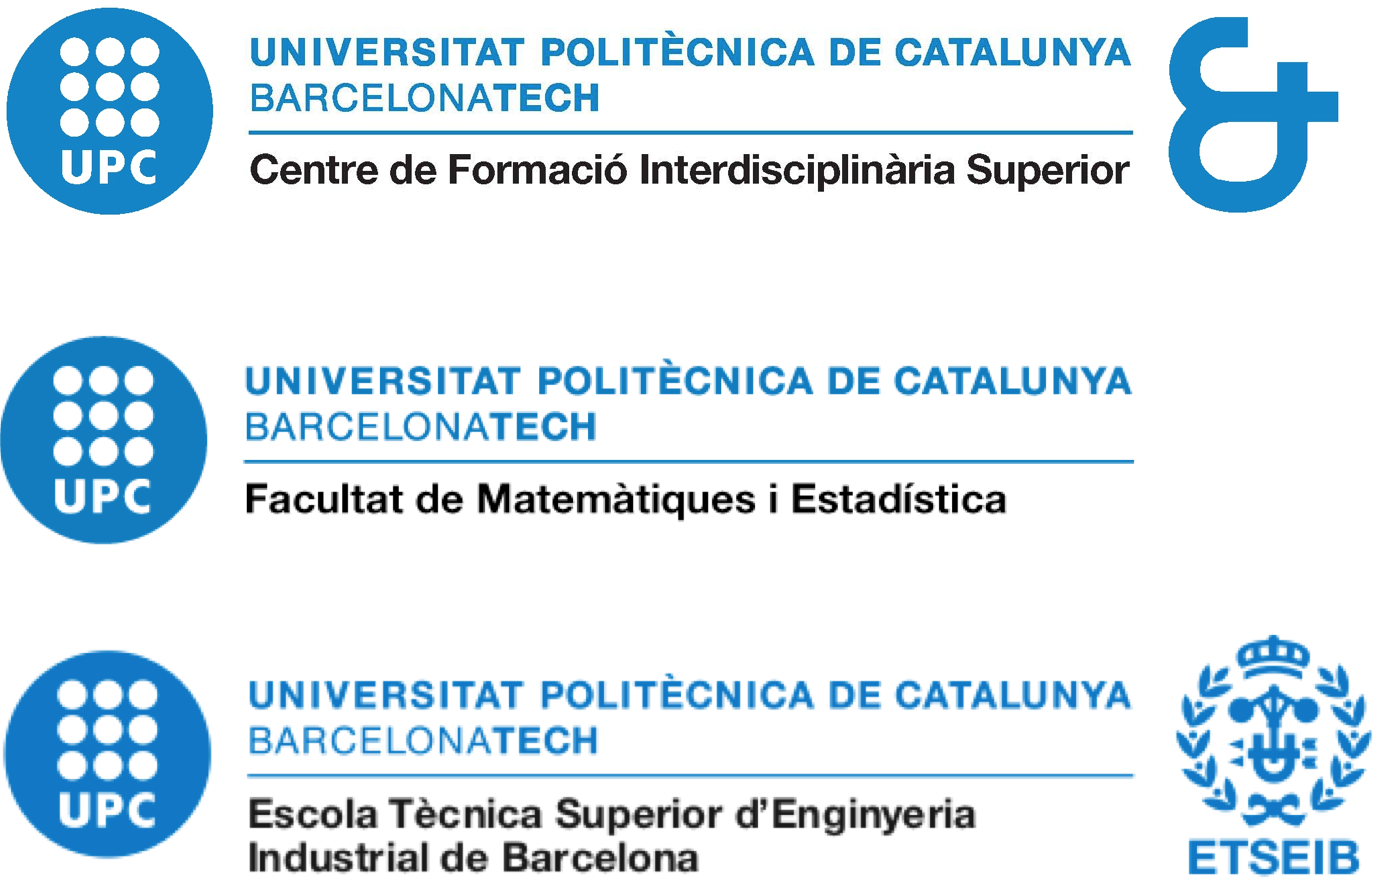 UPC
UNIVERSITAT POLITÈCNICA DE CATALUNYA
BARCELONATECH
Centre de Formació Interdisciplinària Superior
&
UPC
UNIVERSITAT POLITÈCNICA DE CATALUNYA
BARCELONATECH
Facultat de Matemàtiques i Estadística
UPC
UNIVERSITAT POLITÈCNICA DE CATALUNYA
BARCELONATECH
Escola Tècnica Superior d’Enginyeria
Industrial de Barcelona
ETSEIB